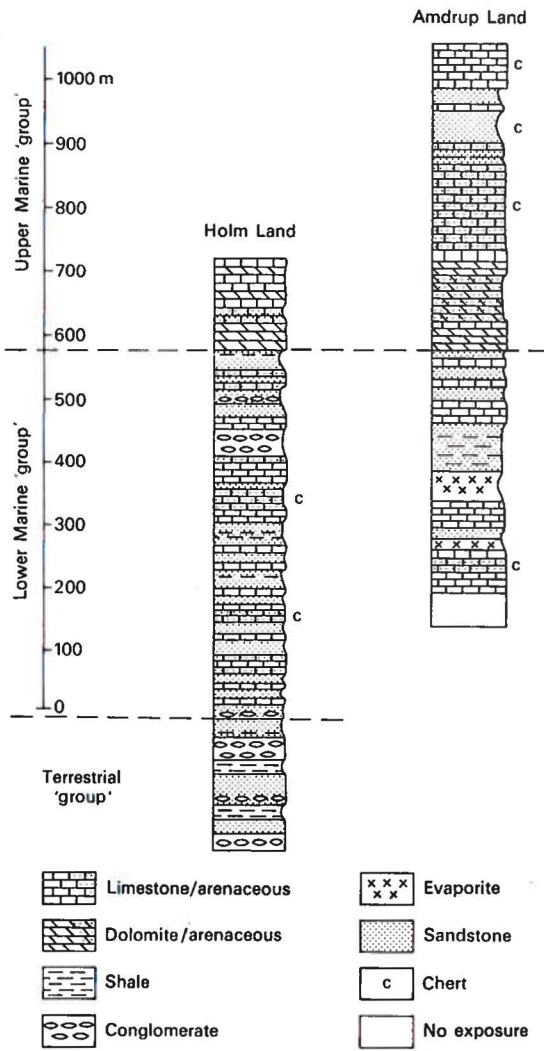 Amdrup Land
Holm Land
Upper Marine 'group'
Lower Marine 'group'
Terrestrial
'group'
1000 m
900
800
700
600
500
400
300
200
100
0
C
C
C
C
C
C
Limestone/arenaceous
Dolomite/arenaceous
Shale
Conglomerate
Evaporite
Sandstone
C Chert
No exposure